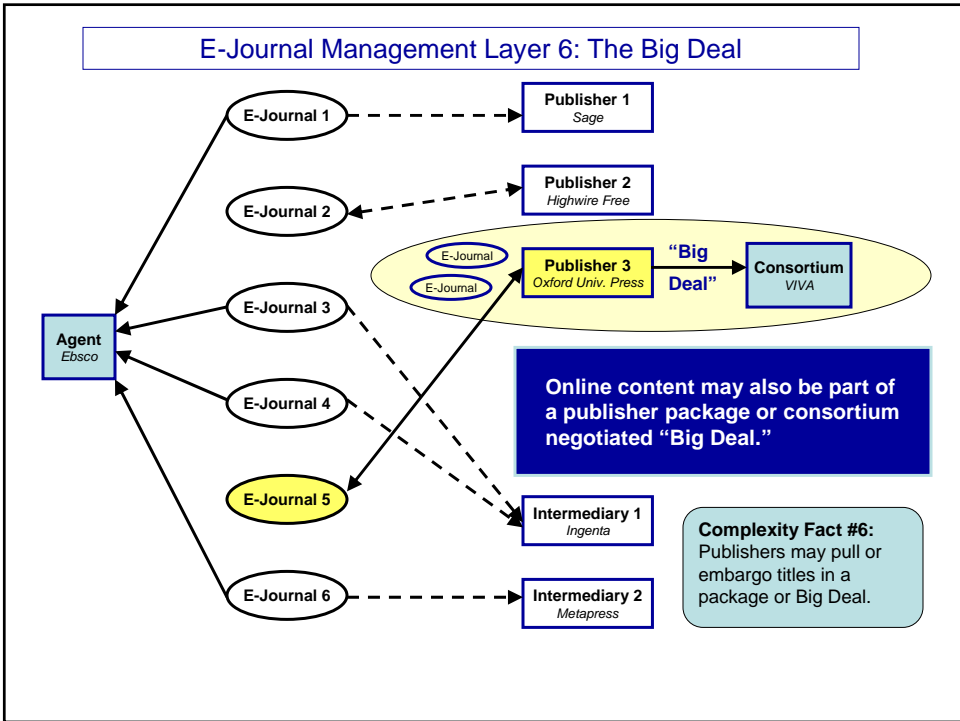 E-Journal Management Layer 6: The Big Deal
E-Journal 1
Publisher 1
Sage
E-Journal 2
Publisher 2
Highwire Free
E-Journal
E-Journal
Publisher 3
Oxford Univ. Press
“Big
Deal”
Consortium
VIVA
E-Journal 3
Agent
Ebsco
E-Journal 4
Online content may also be part of
a publisher package or consortium
negotiated “Big Deal.”
E-Journal 5
Intermediary 1
Ingenta
Complexity Fact #6:
Publishers may pull or
embargo titles in a
package or Big Deal.
E-Journal 6
Intermediary 2
Metapress